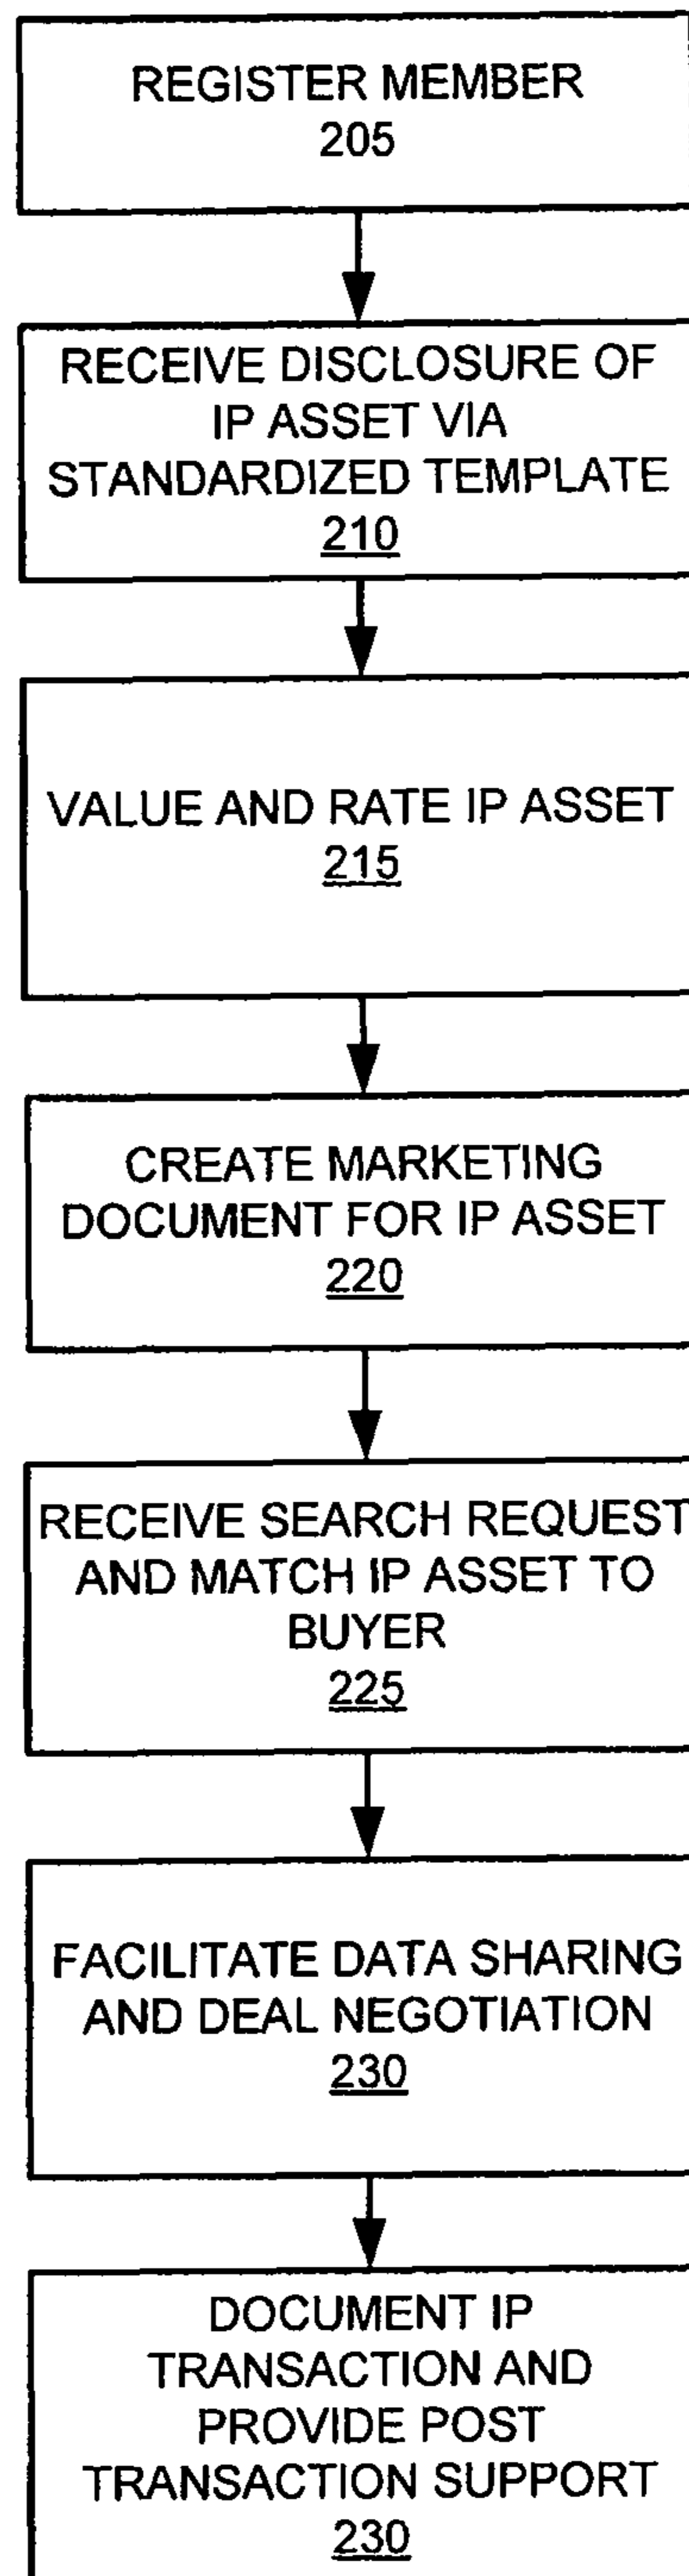 REGISTER MEMBER
205
RECEIVE DISCLOSURE OF
IP ASSET VIA
STANDARDIZED TEMPLATE
210
VALUE AND RATE IP ASSET
215
CREATE MARKETING
DOCUMENT FOR IP ASSET
220
RECEIVE SEARCH REQUEST
AND MATCH IP ASSET TO
BUYER
225
FACILITATE DATA SHARING
AND DEAL NEGOTIATION
230
DOCUMENT IP
TRANSACTION AND
PROVIDE POST
TRANSACTION SUPPORT
230